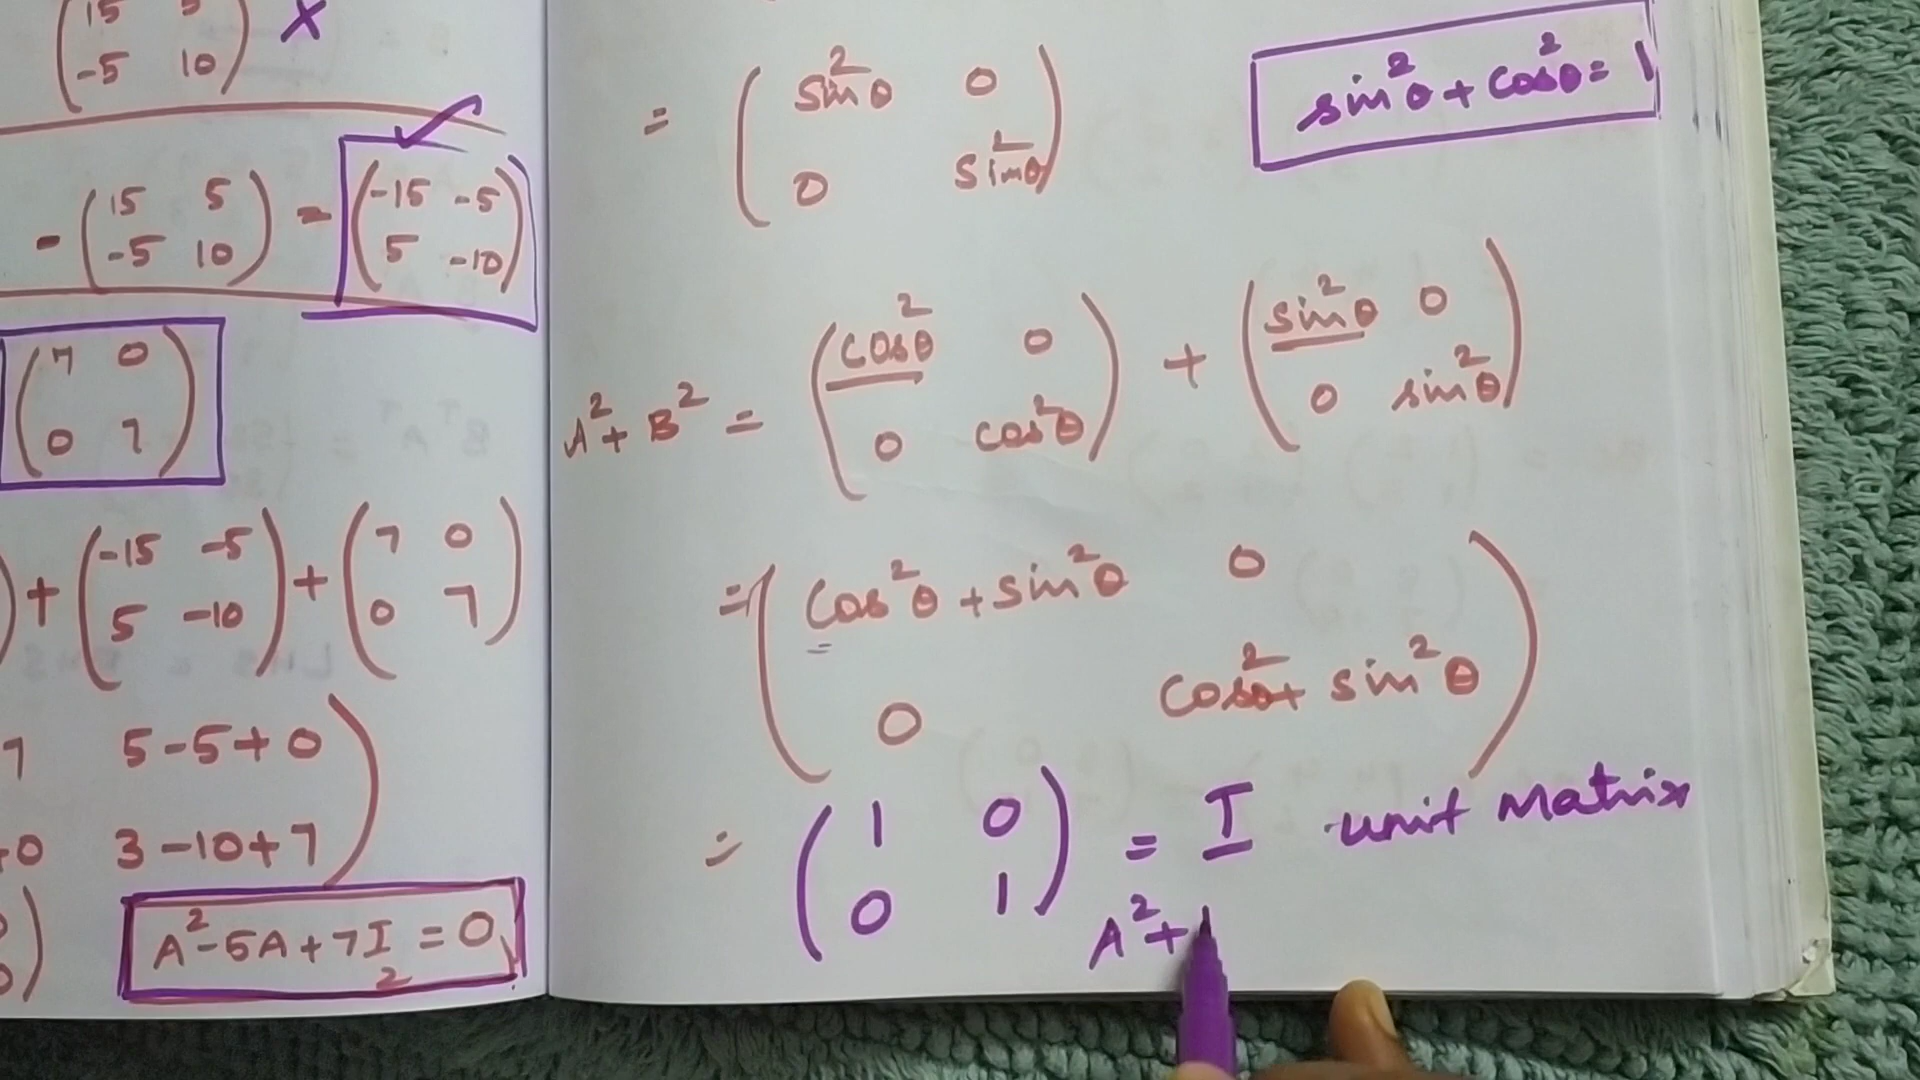 15 5
-5 10 X
- (15 5
-5 10) = (-15 -5
5 -10) ✓
(7 0
0 7)
) + (-15 -5
5 -10) + (7 0
0 7)
7 5-5+0
+0 3-10+7)
A²-5A+7I₂ = 0
= (sin²θ 0
0 sin²θ)
sin²θ + cos²θ = 1
A²+B² = (cos²θ 0
0 cos²θ) + (sin²θ 0
0 sin²θ)
= (cos²θ + sin²θ 0
0 cos²θ + sin²θ)
= (1 0
0 1) = I unit Matrix
A²+